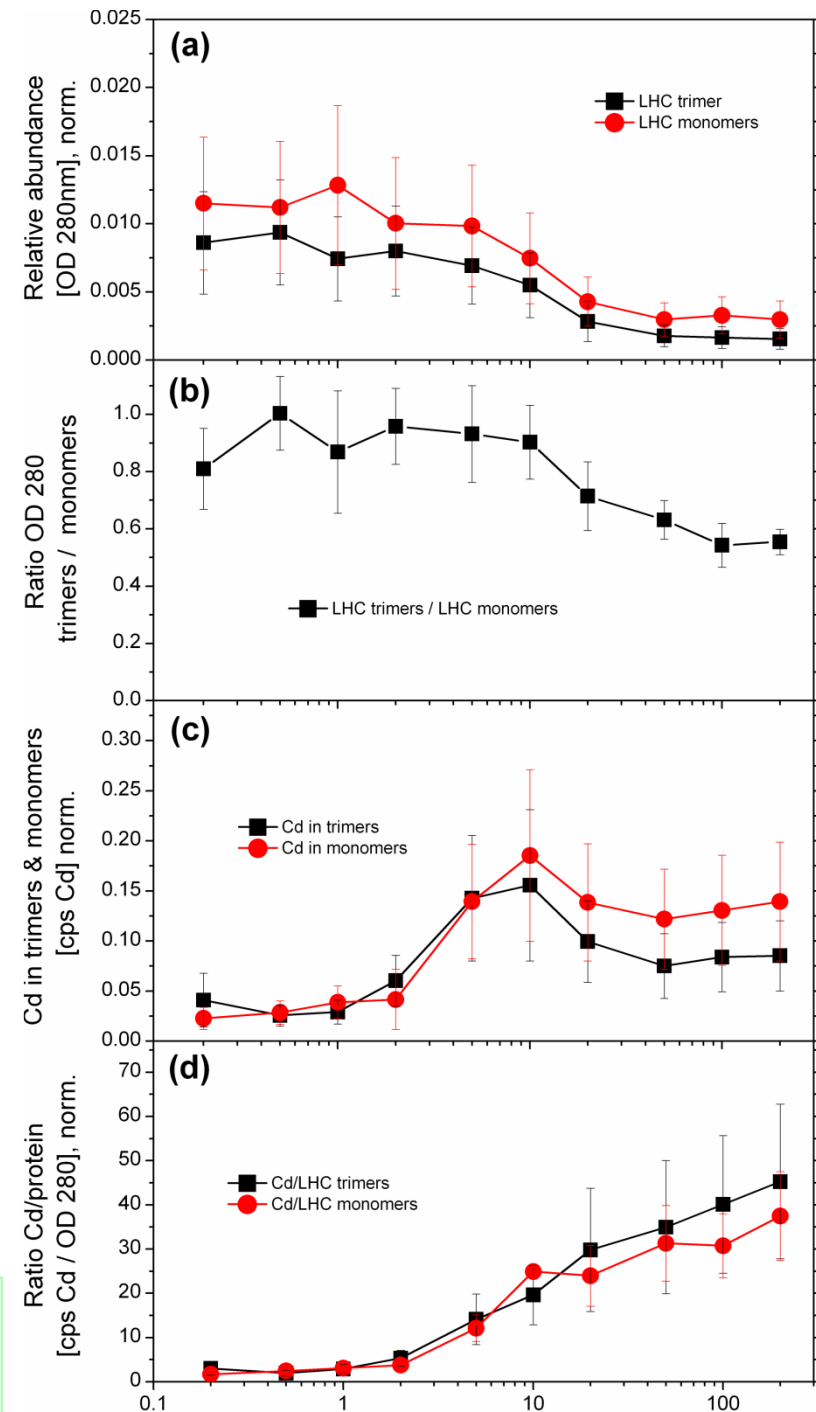 (a)
Relative abundance
[OD 280nm], norm.
0.025
0.020
0.015
0.010
0.005
0.000
LHC trimer
LHC monomers
(b)
Ratio OD 280
trimers / monomers
1.0
0.8
0.6
0.4
0.2
0.0
LHC trimers / LHC monomers
(c)
Cd in trimers & monomers
[cps Cd] norm.
0.30
0.25
0.20
0.15
0.10
0.05
0.00
Cd in trimers
Cd in monomers
(d)
Ratio Cd/protein
[cps Cd / OD 280], norm.
70
60
50
40
30
20
10
0
Cd/LHC trimers
Cd/LHC monomers
0.1 1 10 100